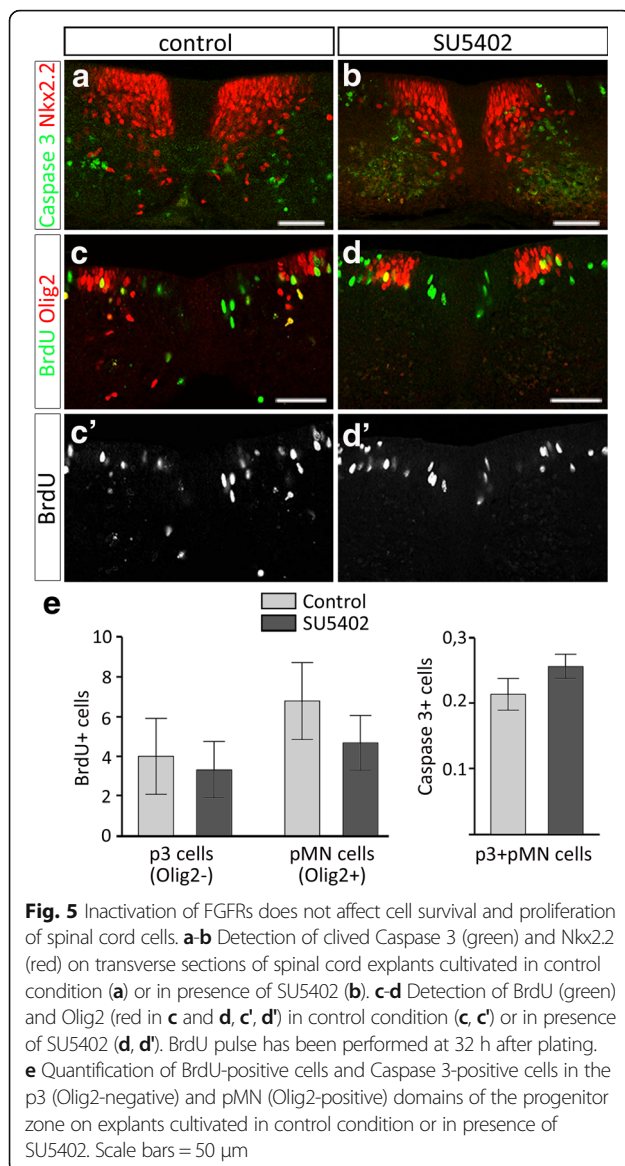 control SU5402
Caspase 3 Nkx2.2
a b
BrdU Olig2
c d
BrdU
c' d'
e
Control
SU5402
BrdU+ cells
10
8
6
4
2
0
p3 cells
(Olig2-)
pMN cells
(Olig2+)
Caspase 3+ cells
0,3
0.2
0.1
p3+pMN cells
Fig. 5 Inactivation of FGFRs does not affect cell survival and proliferation
of spinal cord cells. a-b Detection of clived Caspase 3 (green) and Nkx2.2
(red) on transverse sections of spinal cord explants cultivated in control
condition (a) or in presence of SU5402 (b). c-d Detection of BrdU (green)
and Olig2 (red in c and d, c', d') in control condition (c, c') or in presence
of SU5402 (d, d'). BrdU pulse has been performed at 32 h after plating.
e Quantification of BrdU-positive cells and Caspase 3-positive cells in the
p3 (Olig2-negative) and pMN (Olig2-positive) domains of the progenitor
zone on explants cultivated in control condition or in presence of
SU5402. Scale bars = 50 μm